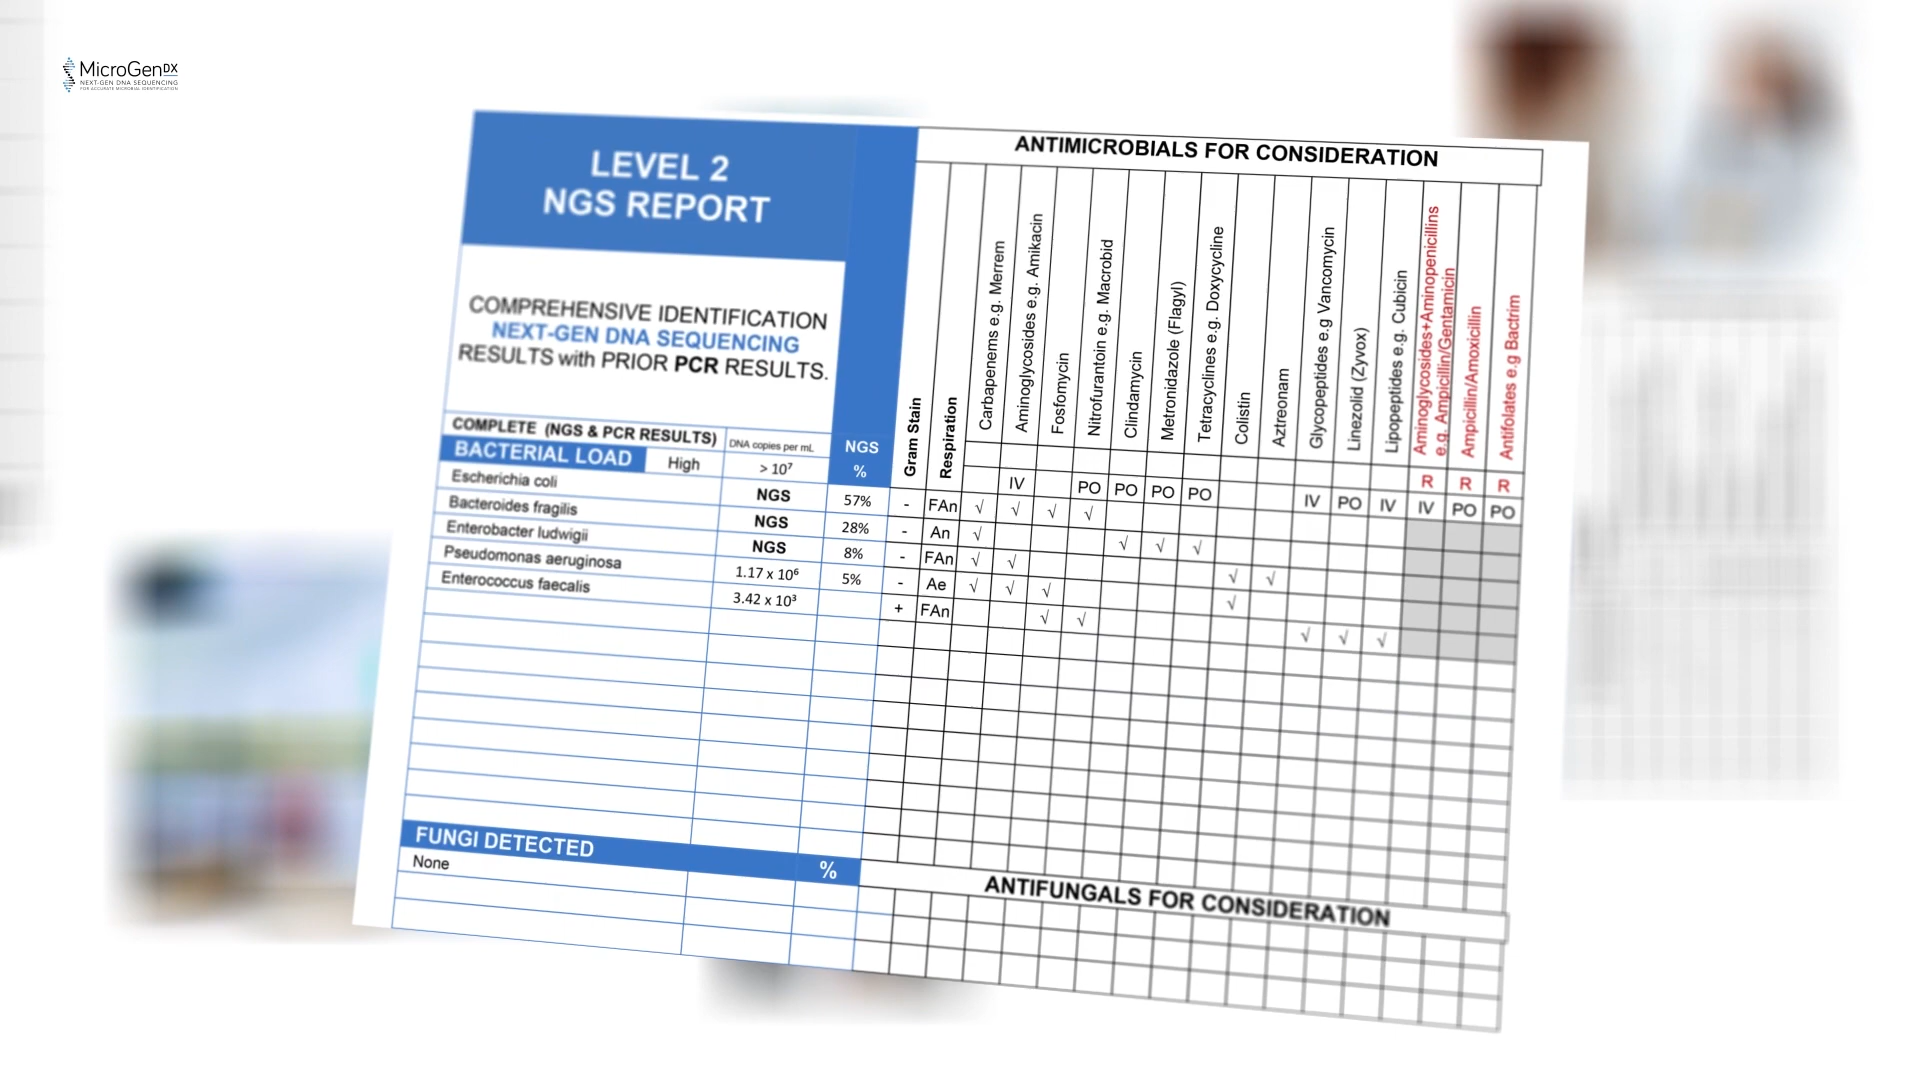 MicroGenDX
NEXT-GEN DNA SEQUENCING
FOR ACCURATE MICROBIAL IDENTIFICATION
LEVEL 2
NGS REPORT
COMPREHENSIVE IDENTIFICATION
NEXT-GEN DNA SEQUENCING
RESULTS with PRIOR PCR RESULTS.
ANTIMICROBIALS FOR CONSIDERATION
Gram Stain
Respiration
Carbapenems e.g. Merrem
Aminoglycosides e.g. Amikacin
Fosfomycin
Nitrofurantoin e.g. Macrobid
Clindamycin
Metronidazole (Flagyl)
Tetracyclines e.g. Doxycycline
Colistin
Aztreonam
Glycopeptides e.g Vancomycin
Linezolid (Zyvox)
Lipopeptides e.g. Cubicin
Aminoglycosides+Aminopenicillins
e.g. Ampicillin/Gentamicin
Ampicillin/Amoxicillin
Antifolates e.g Bactrim
R R R
IV PO PO PO PO IV PO IV IV PO PO
COMPLETE (NGS & PCR RESULTS) DNA copies per mL NGS
BACTERIAL LOAD High > 10⁷ %
Escherichia coli NGS 57% - FAn √ √ √ √
Bacteroides fragilis NGS 28% - An √ √ √ √
Enterobacter ludwigii NGS 8% - FAn √ √ √ √
Pseudomonas aeruginosa 1.17 x 10⁶ 5% - Ae √ √ √ √
Enterococcus faecalis 3.42 x 10³ + FAn √ √ √ √ √
FUNGI DETECTED %
None
ANTIFUNGALS FOR CONSIDERATION